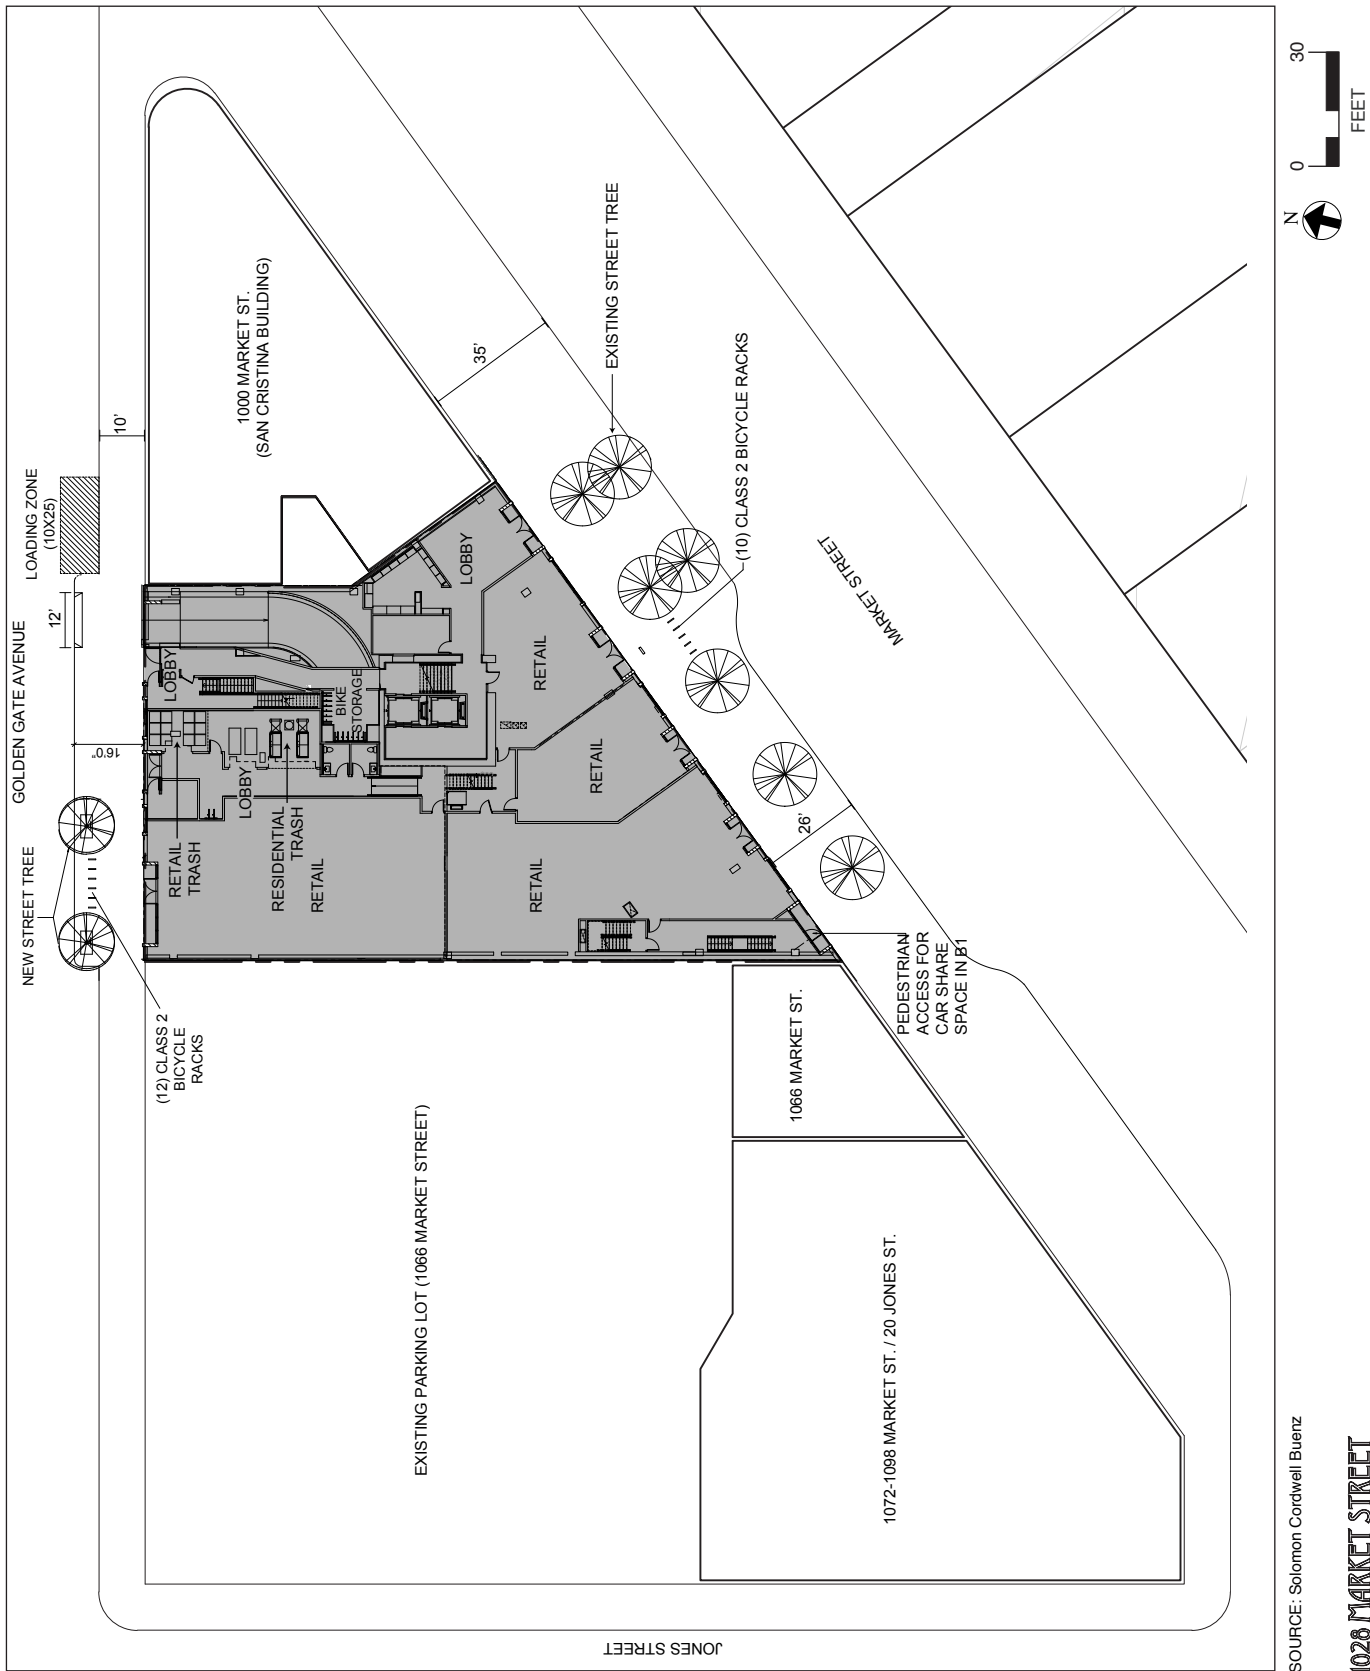 GOLDEN GATE AVENUE
NEW STREET TREE
LOADING ZONE
(10X25)
12'
16'0"
10'
(12) CLASS 2
BICYCLE
RACKS
RETAIL
TRASH
LOBBY
LOBBY
RESIDENTIAL
TRASH
RETAIL
BIKE
STORAGE
LOBBY
RETAIL
RETAIL
RETAIL
1000 MARKET ST.
(SAN CRISTINA BUILDING)
35'
EXISTING STREET TREE
(10) CLASS 2 BICYCLE RACKS
MARKET STREET
26'
PEDESTRIAN
ACCESS FOR
CAR SHARE
SPACE IN B1
EXISTING PARKING LOT (1066 MARKET STREET)
1066 MARKET ST.
1072-1098 MARKET ST. / 20 JONES ST.
JONES STREET
N
0 30
FEET
SOURCE: Solomon Cordwell Buenz
1028 MARKET STREET